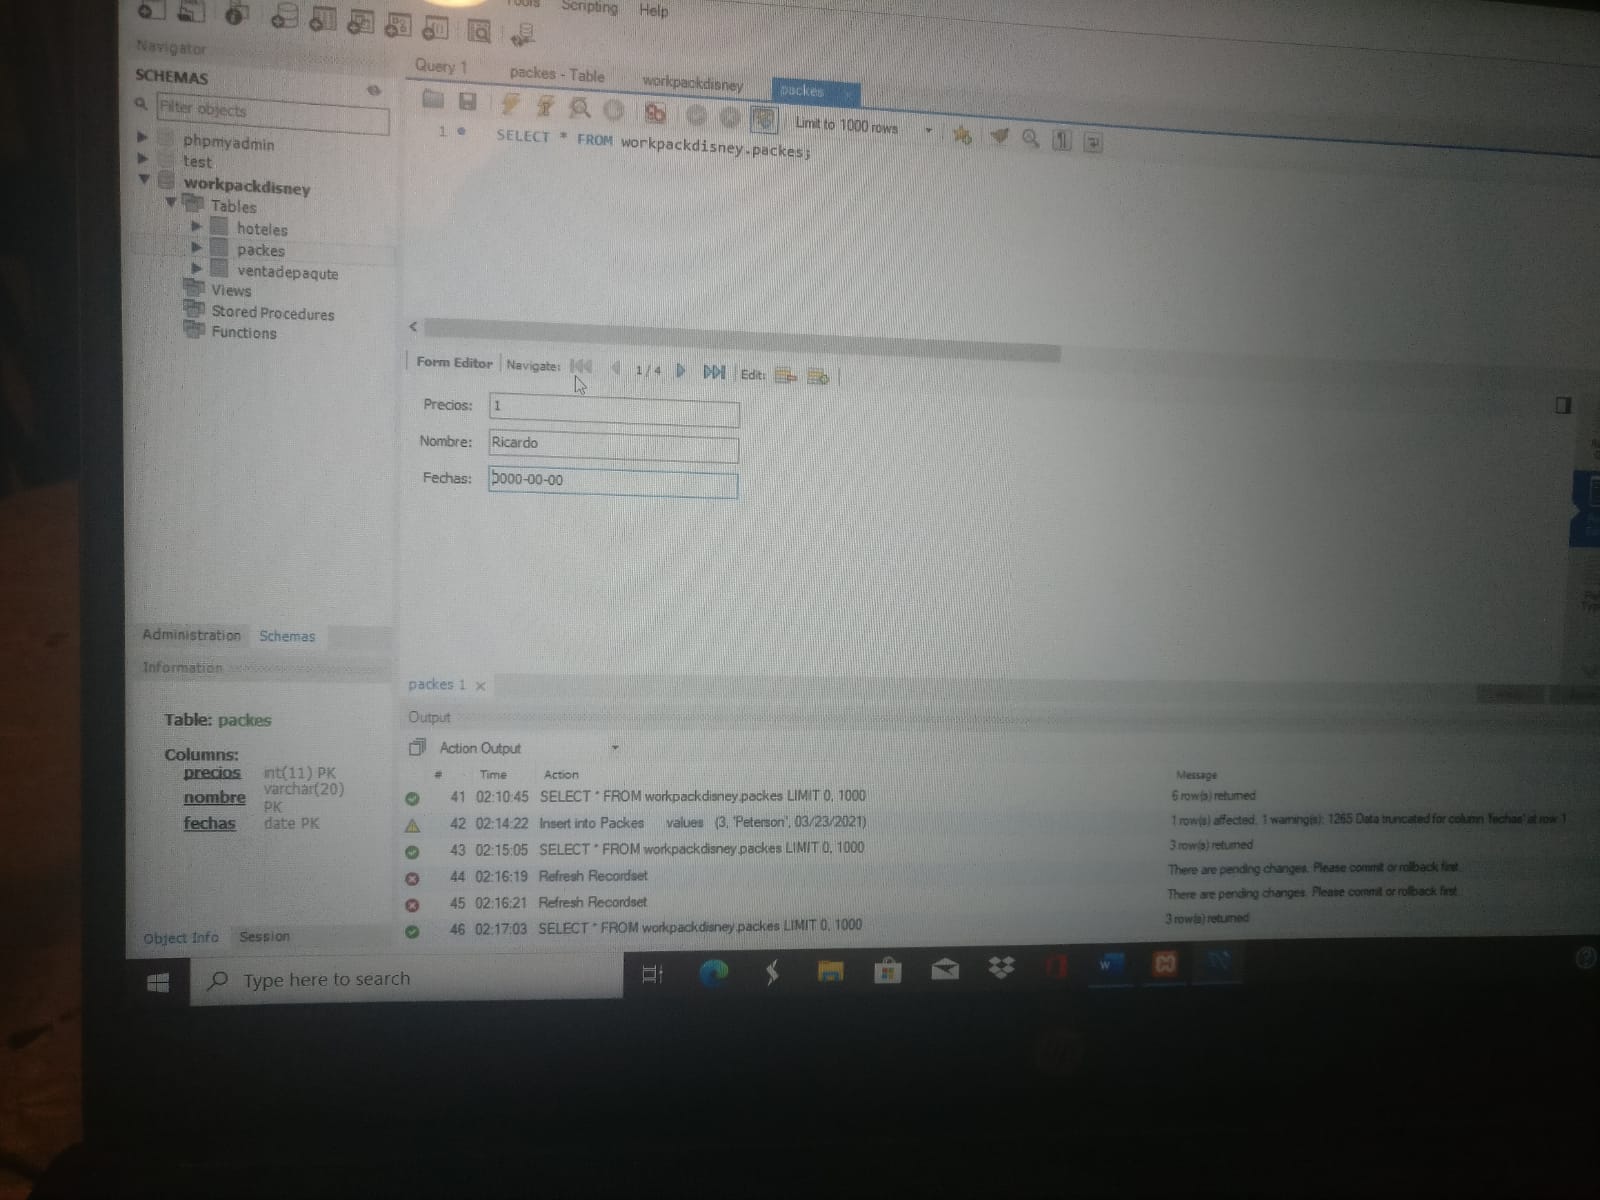 Tools Scripting Help
Navigator
SCHEMAS
Filter objects
phpmyadmin
test
workpackdisney
Tables
hoteles
packes
ventadepaqute
Views
Stored Procedures
Functions
Administration Schemas
Information
Table: packes
Columns:
precios int(11) PK
nombre varchar(20) PK
fechas date PK
Object Info Session
Query 1 packes - Table workpackdisney packes
Limit to 1000 rows
1 SELECT * FROM workpackdisney.packes;
Form Editor Navigate: 1 / 4 Edit:
Precios: 1
Nombre: Ricardo
Fechas: 0000-00-00
packes 1
Output
Action Output
# Time Action Message
41 02:10:45 SELECT * FROM workpackdisney.packes LIMIT 0, 1000 6 row(s) returned
42 02:14:22 Insert into Packes values (3, 'Peterson', 03/23/2021) 1 row(s) affected, 1 warning(s): 1265 Data truncated for column 'fechas' at row 1
43 02:15:05 SELECT * FROM workpackdisney.packes LIMIT 0, 1000 3 row(s) returned
44 02:16:19 Refresh Recordset There are pending changes. Please commit or rollback first.
45 02:16:21 Refresh Recordset There are pending changes. Please commit or rollback first.
46 02:17:03 SELECT * FROM workpackdisney.packes LIMIT 0, 1000 3 row(s) returned
Type here to search